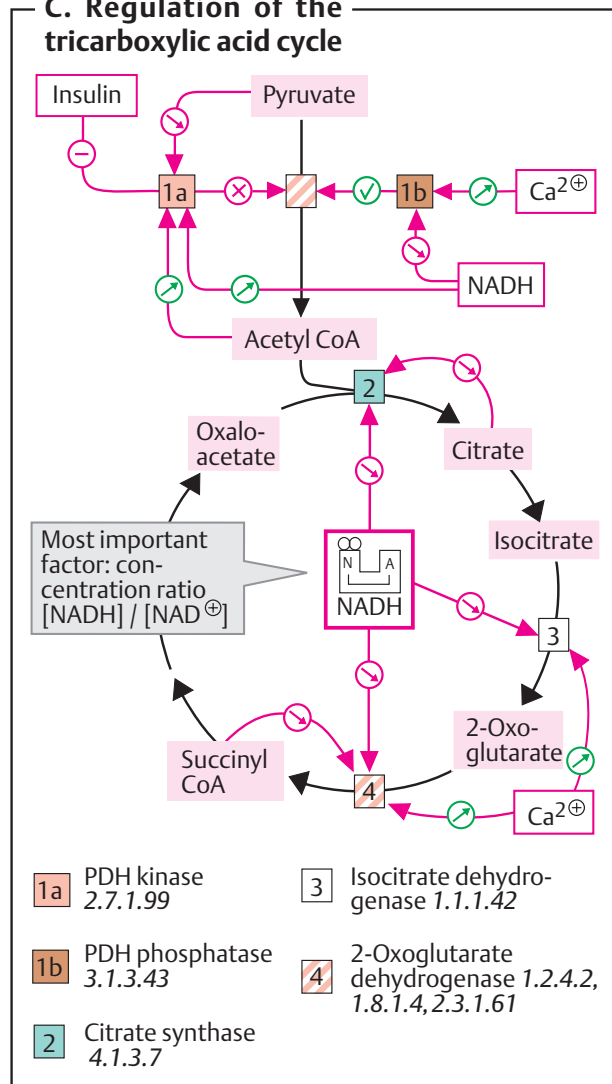 C. Regulation of the
tricarboxylic acid cycle
Insulin
Pyruvate
1a
1b
Ca2⊕
NADH
Acetyl CoA
2
Oxalo-
acetate
Citrate
Isocitrate
Most important
factor: con-
centration ratio
[NADH] / [NAD⊕]
N A
NADH
3
2-Oxo-
glutarate
Succinyl
CoA
4
Ca2⊕
1a PDH kinase
2.7.1.99
1b PDH phosphatase
3.1.3.43
2 Citrate synthase
4.1.3.7
3 Isocitrate dehydro-
genase 1.1.1.42
4 2-Oxoglutarate
dehydrogenase 1.2.4.2,
1.8.1.4, 2.3.1.61